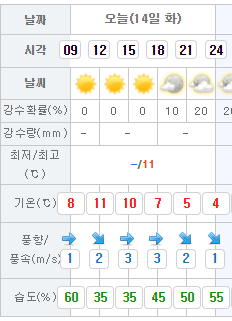 날짜 오늘(14일 화)
시각 09 12 15 18 21 24
날씨
강수확률(%) 0 0 0 10 20 20
강수량(mm) - - -
최저/최고(℃) -/11
기온(℃) 8 11 10 7 5 4
풍향/
풍속(m/s) 1 2 3 3 2 1
습도(%) 60 35 35 45 50 55